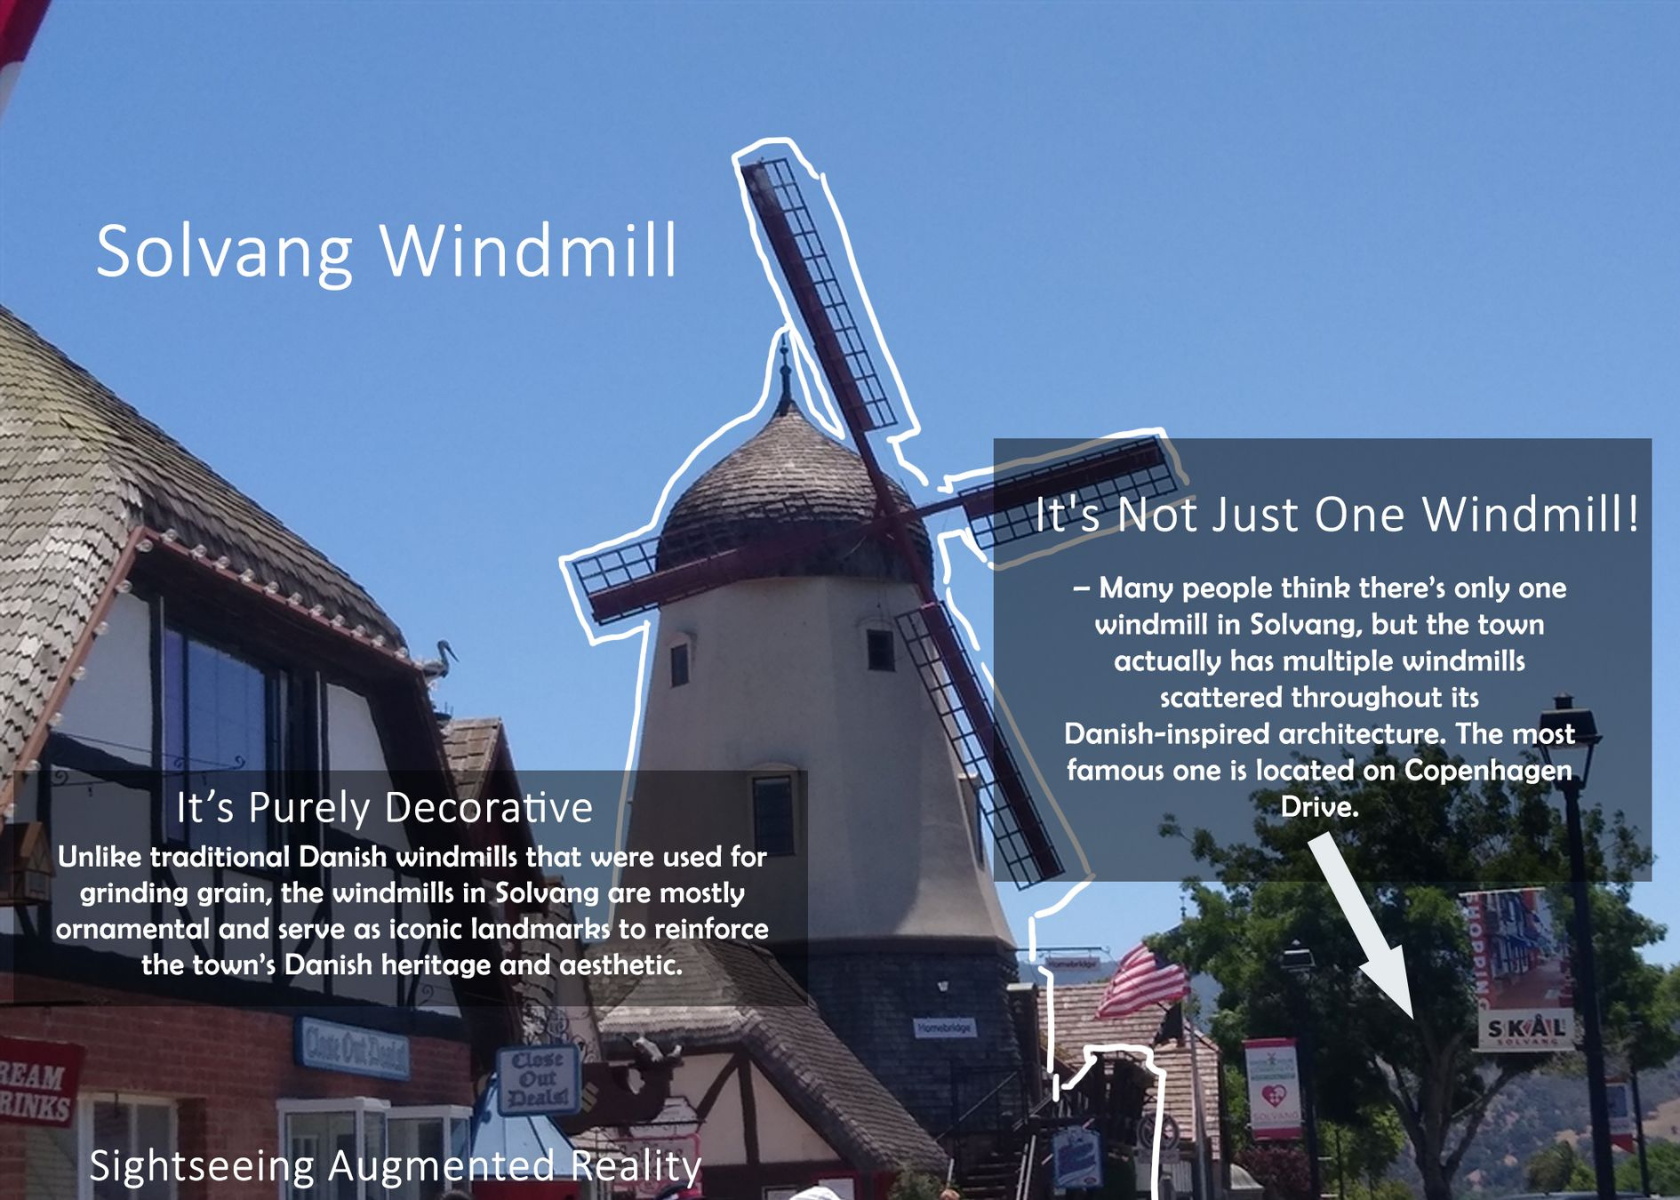 Solvang Windmill
It's Not Just One Windmill!
– Many people think there's only one
windmill in Solvang, but the town
actually has multiple windmills
scattered throughout its
Danish-inspired architecture. The most
famous one is located on Copenhagen
Drive.
It's Purely Decorative
Unlike traditional Danish windmills that were used for
grinding grain, the windmills in Solvang are mostly
ornamental and serve as iconic landmarks to reinforce
the town's Danish heritage and aesthetic.
Homebridge
Homebridge
SKÅL
SOLVANG
SOLVANG
Close Out Deals!
Close
Out
Deals!
REAM
RINKS
Sightseeing Augmented Reality